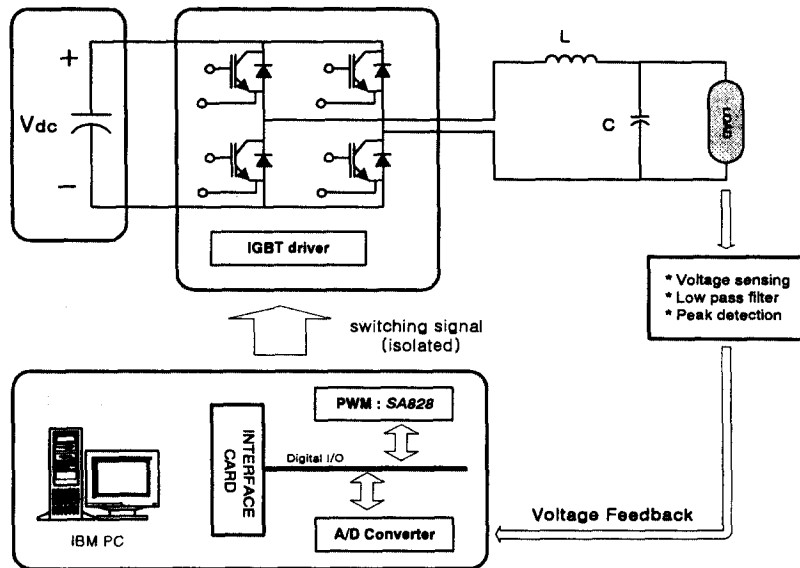 +
Vdc
−
IGBT driver
L
C
LOAD
* Voltage sensing
* Low pass filter
* Peak detection
switching signal
(isolated)
PWM : SA828
INTERFACE
CARD
Digital I/O
A/D Converter
IBM PC
Voltage Feedback